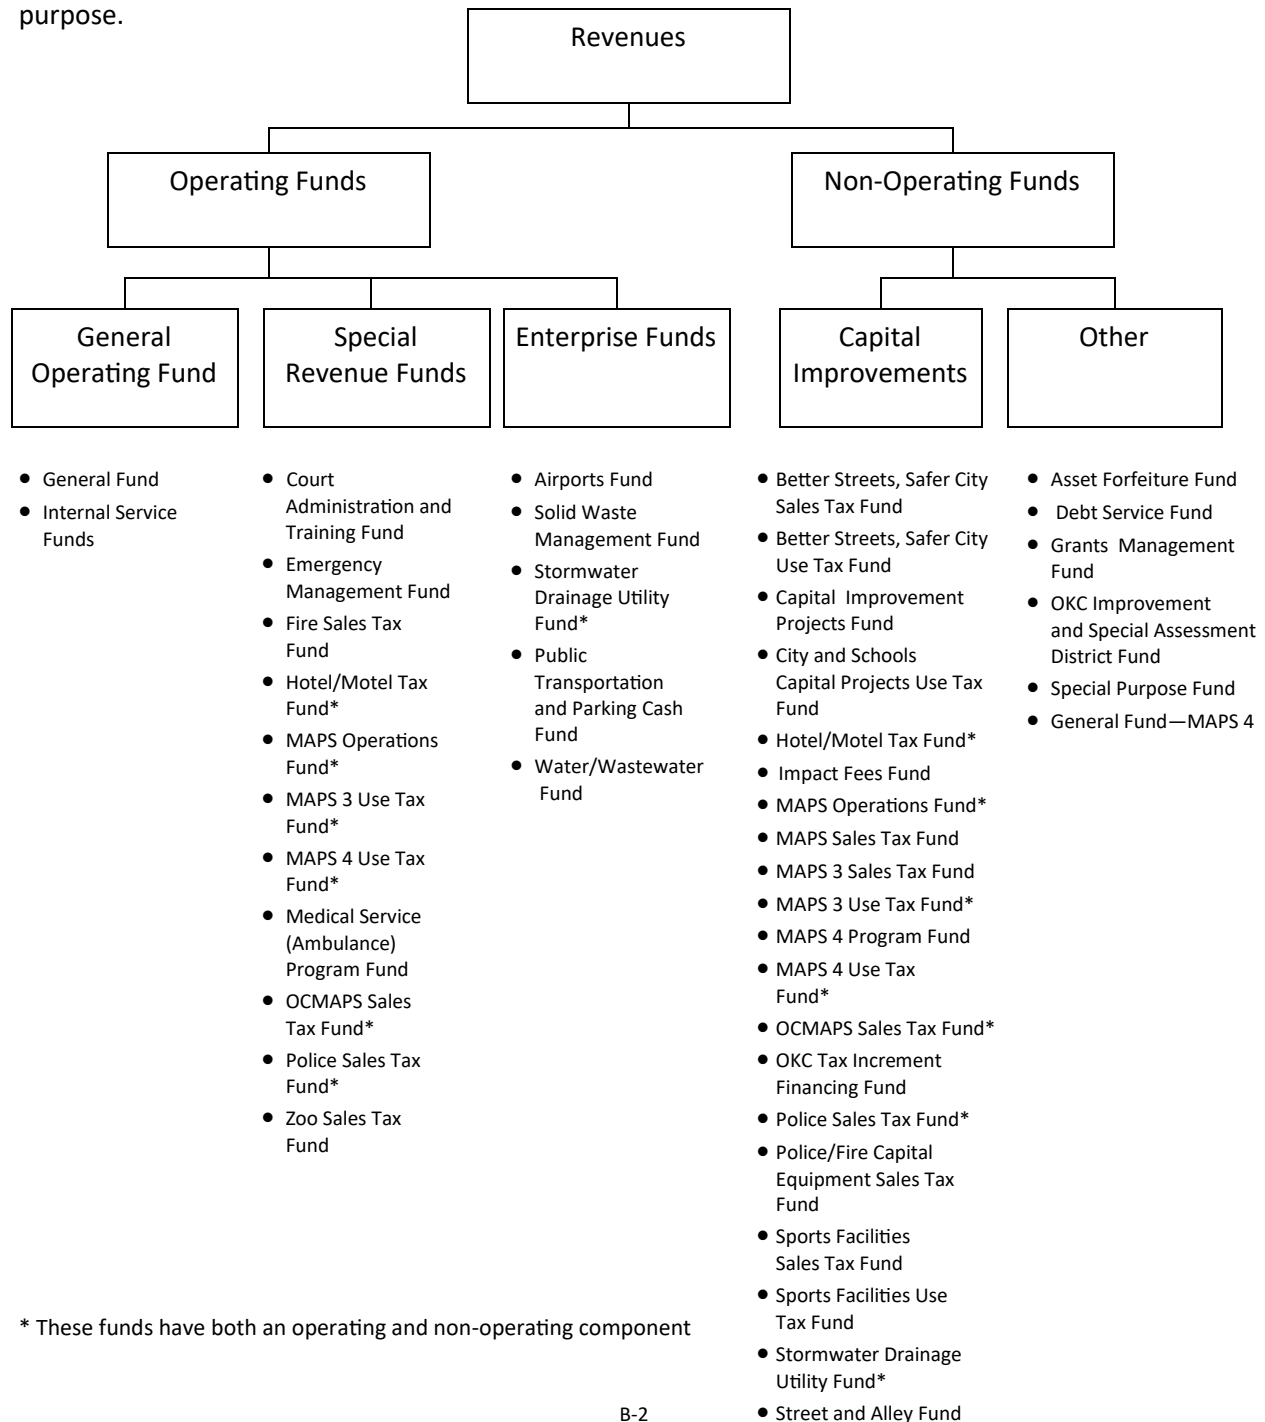 purpose.
Revenues
Operating Funds
Non-Operating Funds
General
Operating Fund
Special
Revenue Funds
Enterprise Funds
Capital
Improvements
Other
• General Fund
• Internal Service
Funds
• Court
Administration and
Training Fund
• Emergency
Management Fund
• Fire Sales Tax
Fund
• Hotel/Motel Tax
Fund*
• MAPS Operations
Fund*
• MAPS 3 Use Tax
Fund*
• MAPS 4 Use Tax
Fund*
• Medical Service
(Ambulance)
Program Fund
• OCMAPS Sales
Tax Fund*
• Police Sales Tax
Fund*
• Zoo Sales Tax
Fund
• Airports Fund
• Solid Waste
Management Fund
• Stormwater
Drainage Utility
Fund*
• Public
Transportation
and Parking Cash
Fund
• Water/Wastewater
Fund
• Better Streets, Safer City
Sales Tax Fund
• Better Streets, Safer City
Use Tax Fund
• Capital Improvement
Projects Fund
• City and Schools
Capital Projects Use Tax
Fund
• Hotel/Motel Tax Fund*
• Impact Fees Fund
• MAPS Operations Fund*
• MAPS Sales Tax Fund
• MAPS 3 Sales Tax Fund
• MAPS 3 Use Tax Fund*
• MAPS 4 Program Fund
• MAPS 4 Use Tax
Fund*
• OCMAPS Sales Tax Fund*
• OKC Tax Increment
Financing Fund
• Police Sales Tax Fund*
• Police/Fire Capital
Equipment Sales Tax
Fund
• Sports Facilities
Sales Tax Fund
• Sports Facilities Use
Tax Fund
• Stormwater Drainage
Utility Fund*
• Street and Alley Fund
• Asset Forfeiture Fund
• Debt Service Fund
• Grants Management
Fund
• OKC Improvement
and Special Assessment
District Fund
• Special Purpose Fund
• General Fund—MAPS 4
* These funds have both an operating and non-operating component
B-2